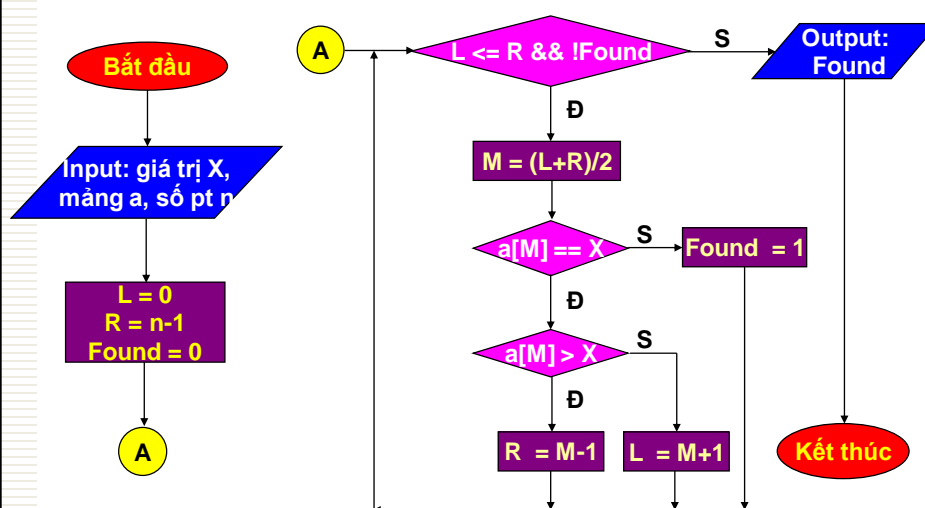 Bắt đầu
Input: giá trị X,
mảng a, số pt n
L = 0
R = n-1
Found = 0
A
A
L <= R && !Found
S
Output:
Found
Đ
M = (L+R)/2
a[M] == X
S
Found = 1
Đ
a[M] > X
S
Đ
R = M-1
L = M+1
Kết thúc